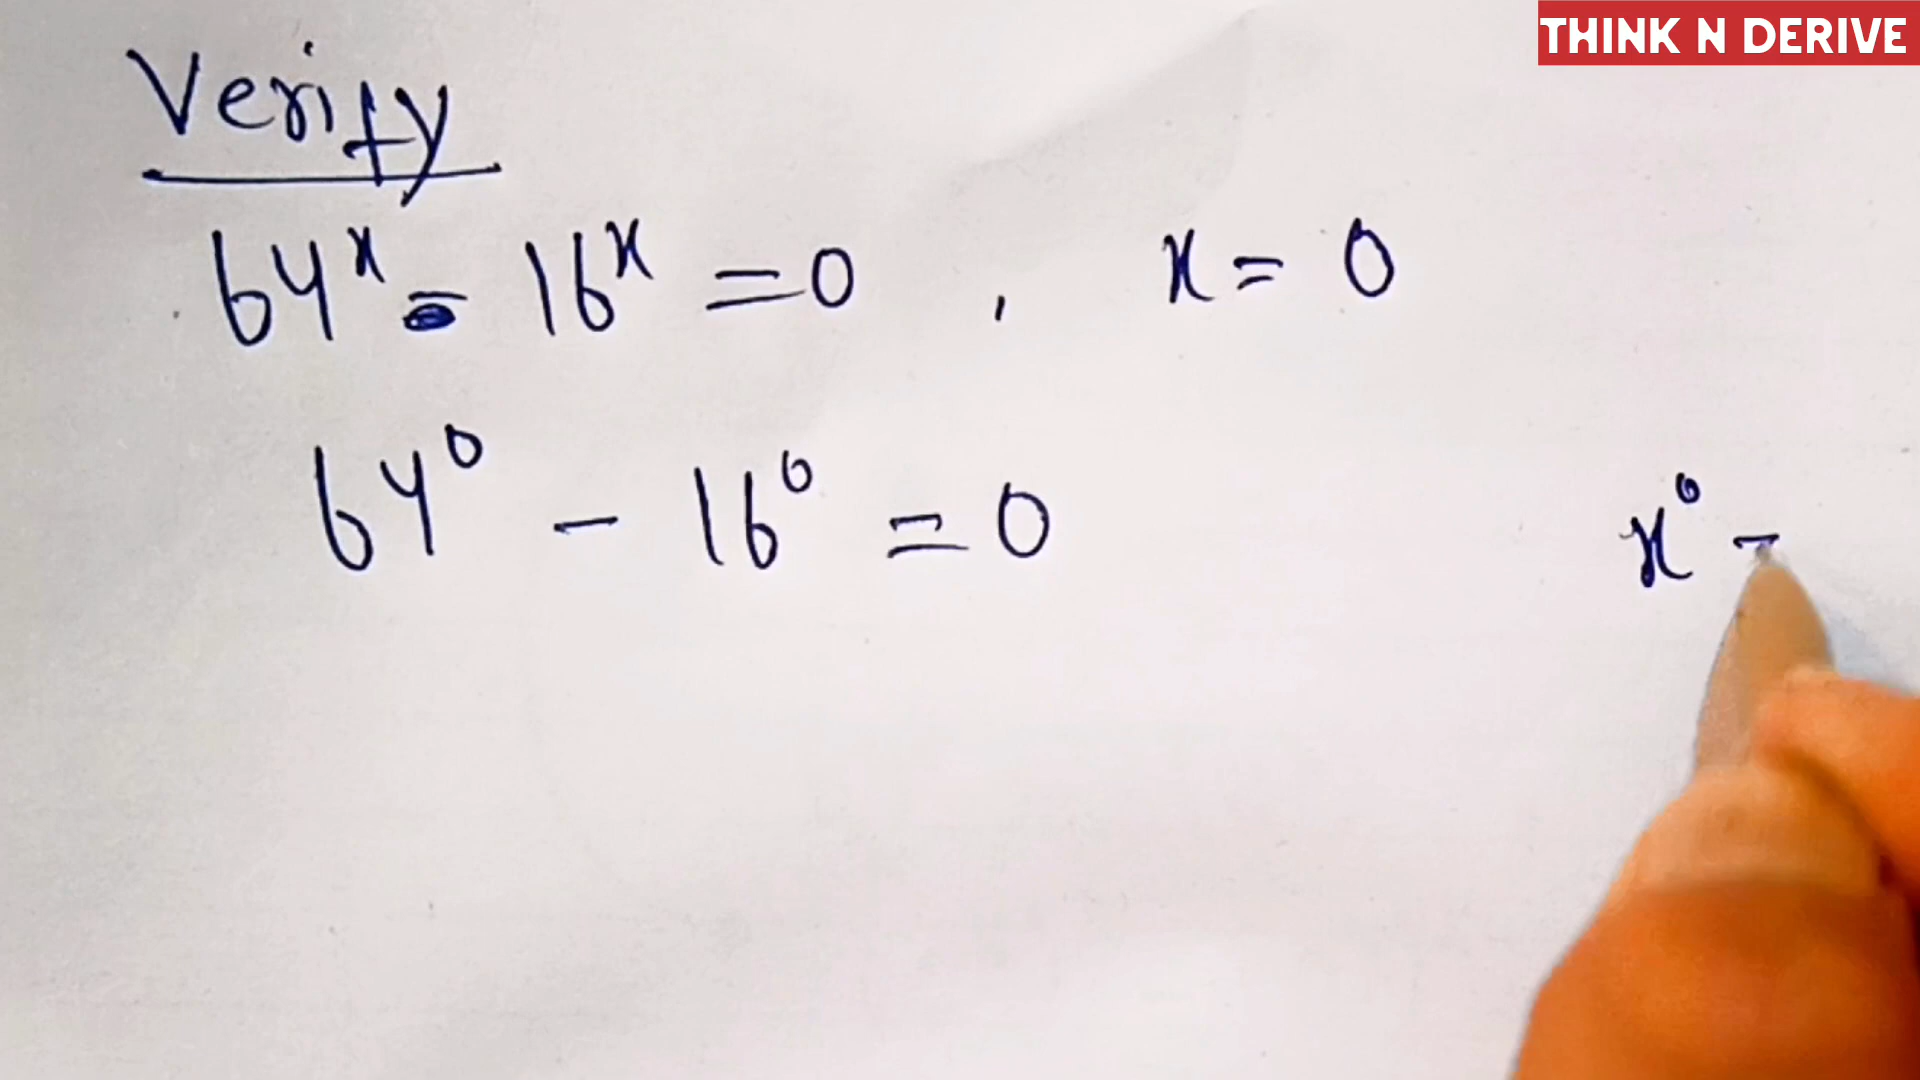 THINK N DERIVE
Verify
64ˣ - 16ˣ = 0 , x = 0
64⁰ - 16⁰ = 0
x⁰ -